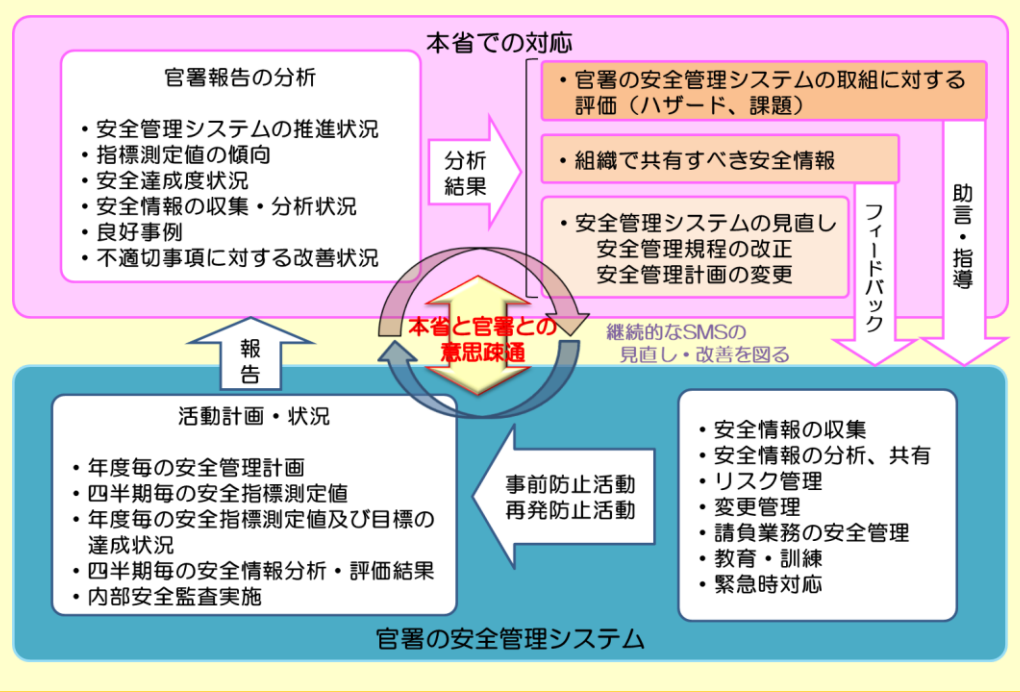 本省での対応
官署報告の分析
・安全管理システムの推進状況
・指標測定値の傾向
・安全達成度状況
・安全情報の収集・分析状況
・良好事例
・不適切事項に対する改善状況
分析
結果
・官署の安全管理システムの取組に対する
評価（ハザード、課題）
・組織で共有すべき安全情報
・安全管理システムの見直し
安全管理規程の改正
安全管理計画の変更
フィードバック
助言・指導
本省と官署との
意思疎通
継続的なSMSの
見直し・改善を図る
報
告
活動計画・状況
・年度毎の安全管理計画
・四半期毎の安全指標測定値
・年度毎の安全指標測定値及び目標の
達成状況
・四半期毎の安全情報分析・評価結果
・内部安全監査実施
事前防止活動
再発防止活動
・安全情報の収集
・安全情報の分析、共有
・リスク管理
・変更管理
・請負業務の安全管理
・教育・訓練
・緊急時対応
官署の安全管理システム